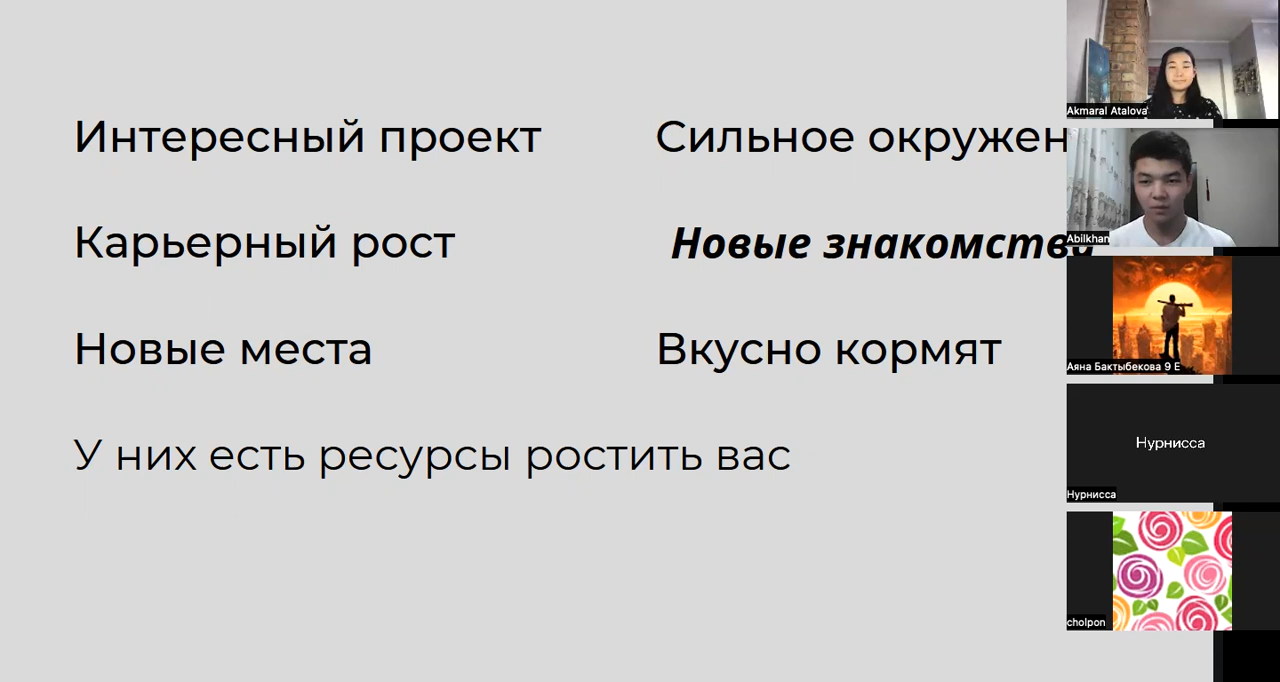 Интересный проект
Сильное окружен
Карьерный рост
Новые знакомства
Новые места
Вкусно кормят
У них есть ресурсы ростить вас
Akmaral Atalova
Abilkhan
Аяна Бактыбекова 9 Е
Нурнисса
Нурнисса
cholpon